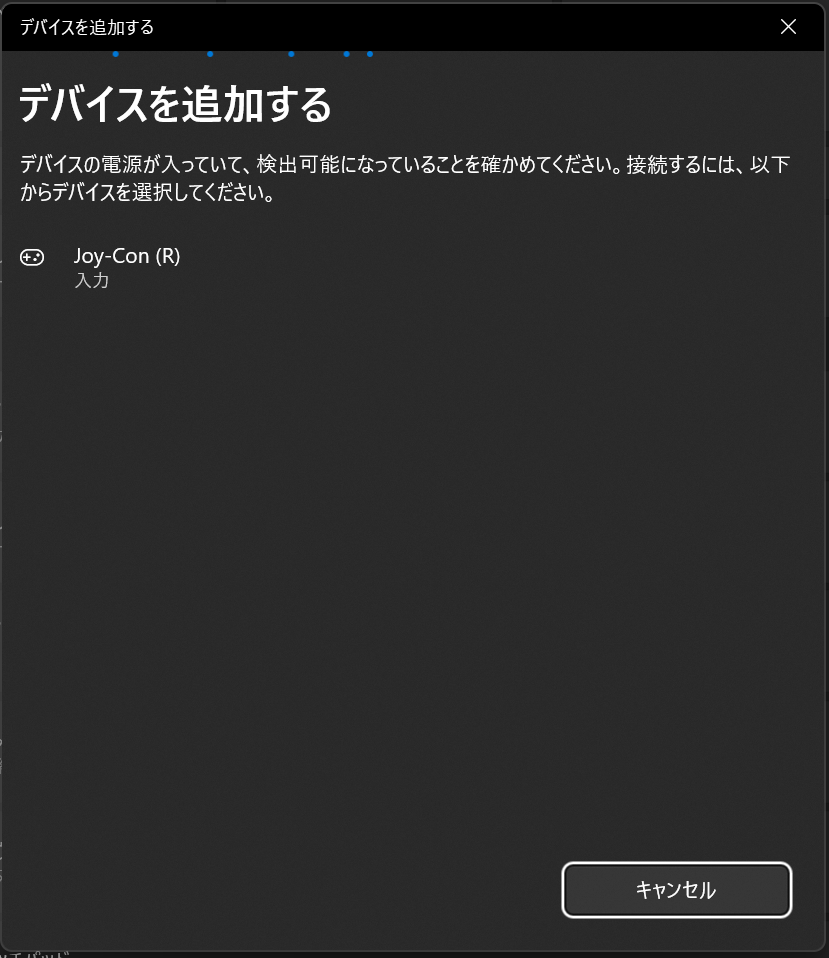 デバイスを追加する
デバイスを追加する
デバイスの電源が入っていて、検出可能になっていることを確かめてください。接続するには、以下
からデバイスを選択してください。
Joy-Con (R)
入力
キャンセル